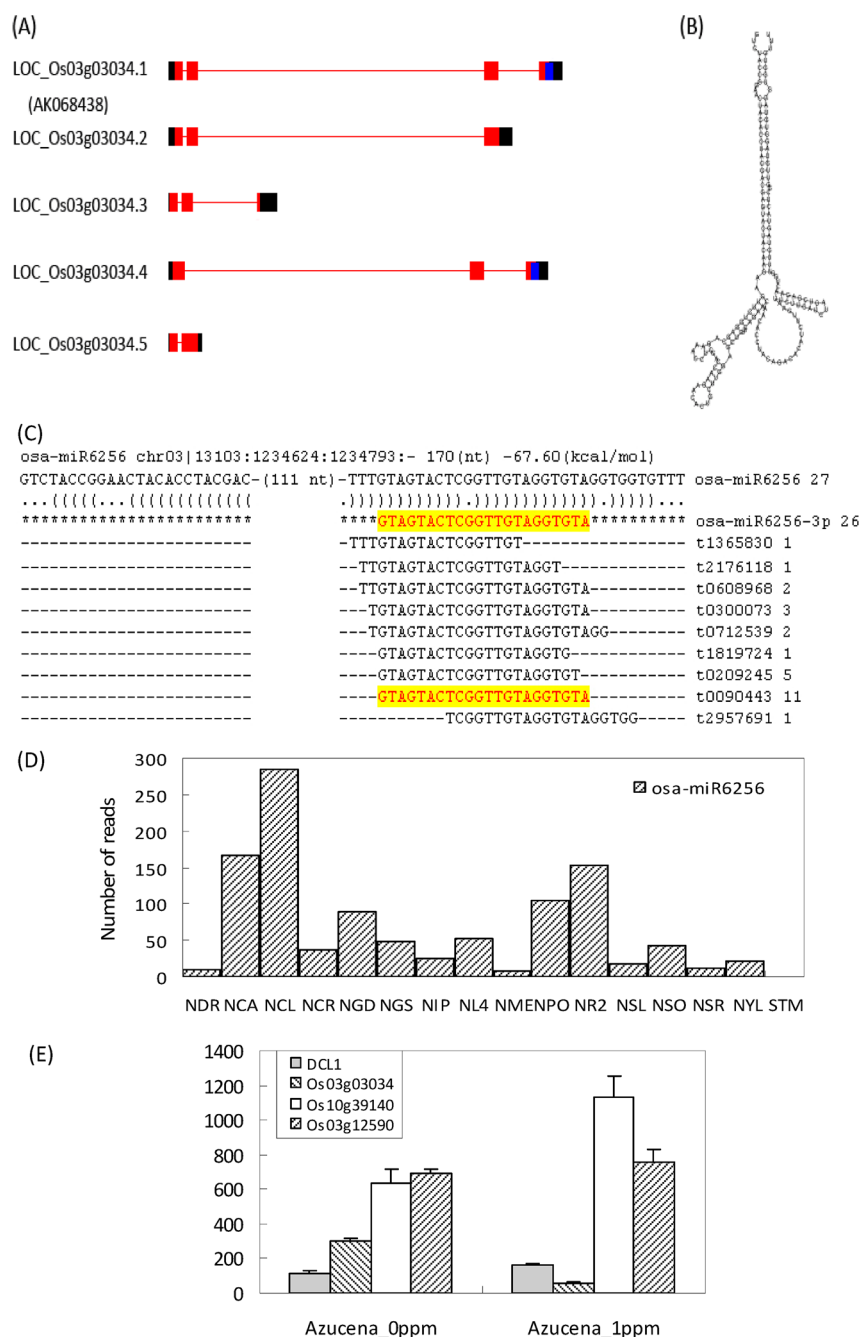 (A)
LOC_Os03g03034.1
(AK068438)
LOC_Os03g03034.2
LOC_Os03g03034.3
LOC_Os03g03034.4
LOC_Os03g03034.5
(B)
(C)
osa-miR6256 chr03|13103:1234624:1234793:- 170(nt) -67.60(kcal/mol)
GTCTACCGGAACTACACCTACGAC-(111 nt)-TTTGTAGTACTCGGTTGTAGGTGTAGGTGGTGTTT osa-miR6256 27
...(((((...((((((((((((( .)))))))))))).)))))))))))))).)))))...
************************ ****GTAGTACTCGGTTGTAGGTGTA********** osa-miR6256-3p 26
------------------------ -TTTGTAGTACTCGGTTGT----------------- t1365830 1
------------------------ --TTGTAGTACTCGGTTGTAGGT------------- t2176118 1
------------------------ --TTGTAGTACTCGGTTGTAGGTGTA---------- t0608968 2
------------------------ ---TGTAGTACTCGGTTGTAGGTGTA---------- t0300073 3
------------------------ ---TGTAGTACTCGGTTGTAGGTGTAGG-------- t0712539 2
------------------------ ----GTAGTACTCGGTTGTAGGTG------------ t1819724 1
------------------------ ----GTAGTACTCGGTTGTAGGTGT----------- t0209245 5
------------------------ ----GTAGTACTCGGTTGTAGGTGTA---------- t0090443 11
------------------------ -----------TCGGTTGTAGGTGTAGGTGG----- t2957691 1
(D)
300
250
200
150
100
50
0
Number of reads
osa-miR6256
NDR NCA NCL NCR NGD NGS NIP NL4 NME NPO NR2 NSL NSO NSR NYL STM
(E)
1400
1200
1000
800
600
400
200
0
DCL1
Os03g03034
Os10g39140
Os03g12590
Azucena_0ppm Azucena_1ppm